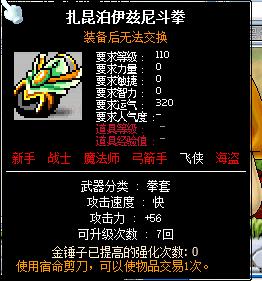 扎昆泊伊兹尼斗拳
装备后无法交换
要求等级： 110
要求力量： 0
要求敏捷： 0
要求智力： 0
要求运气： 320
要求人气度： -
道具等级： -
道具经验值： -
新手 战士 魔法师 弓箭手 飞侠 海盗
武器分类 ： 拳套
攻击速度 ： 快
攻击力 ： +56
可升级次数 ： 7回
金锤子已提高的强化次数: 0
使用宿命剪刀，可以使物品交易1次。